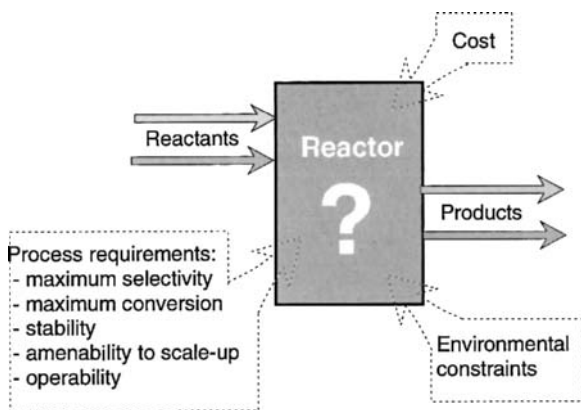 Cost
Reactants
Reactor
?
Products
Process requirements:
- maximum selectivity
- maximum conversion
- stability
- amenability to scale-up
- operability
Environmental
constraints